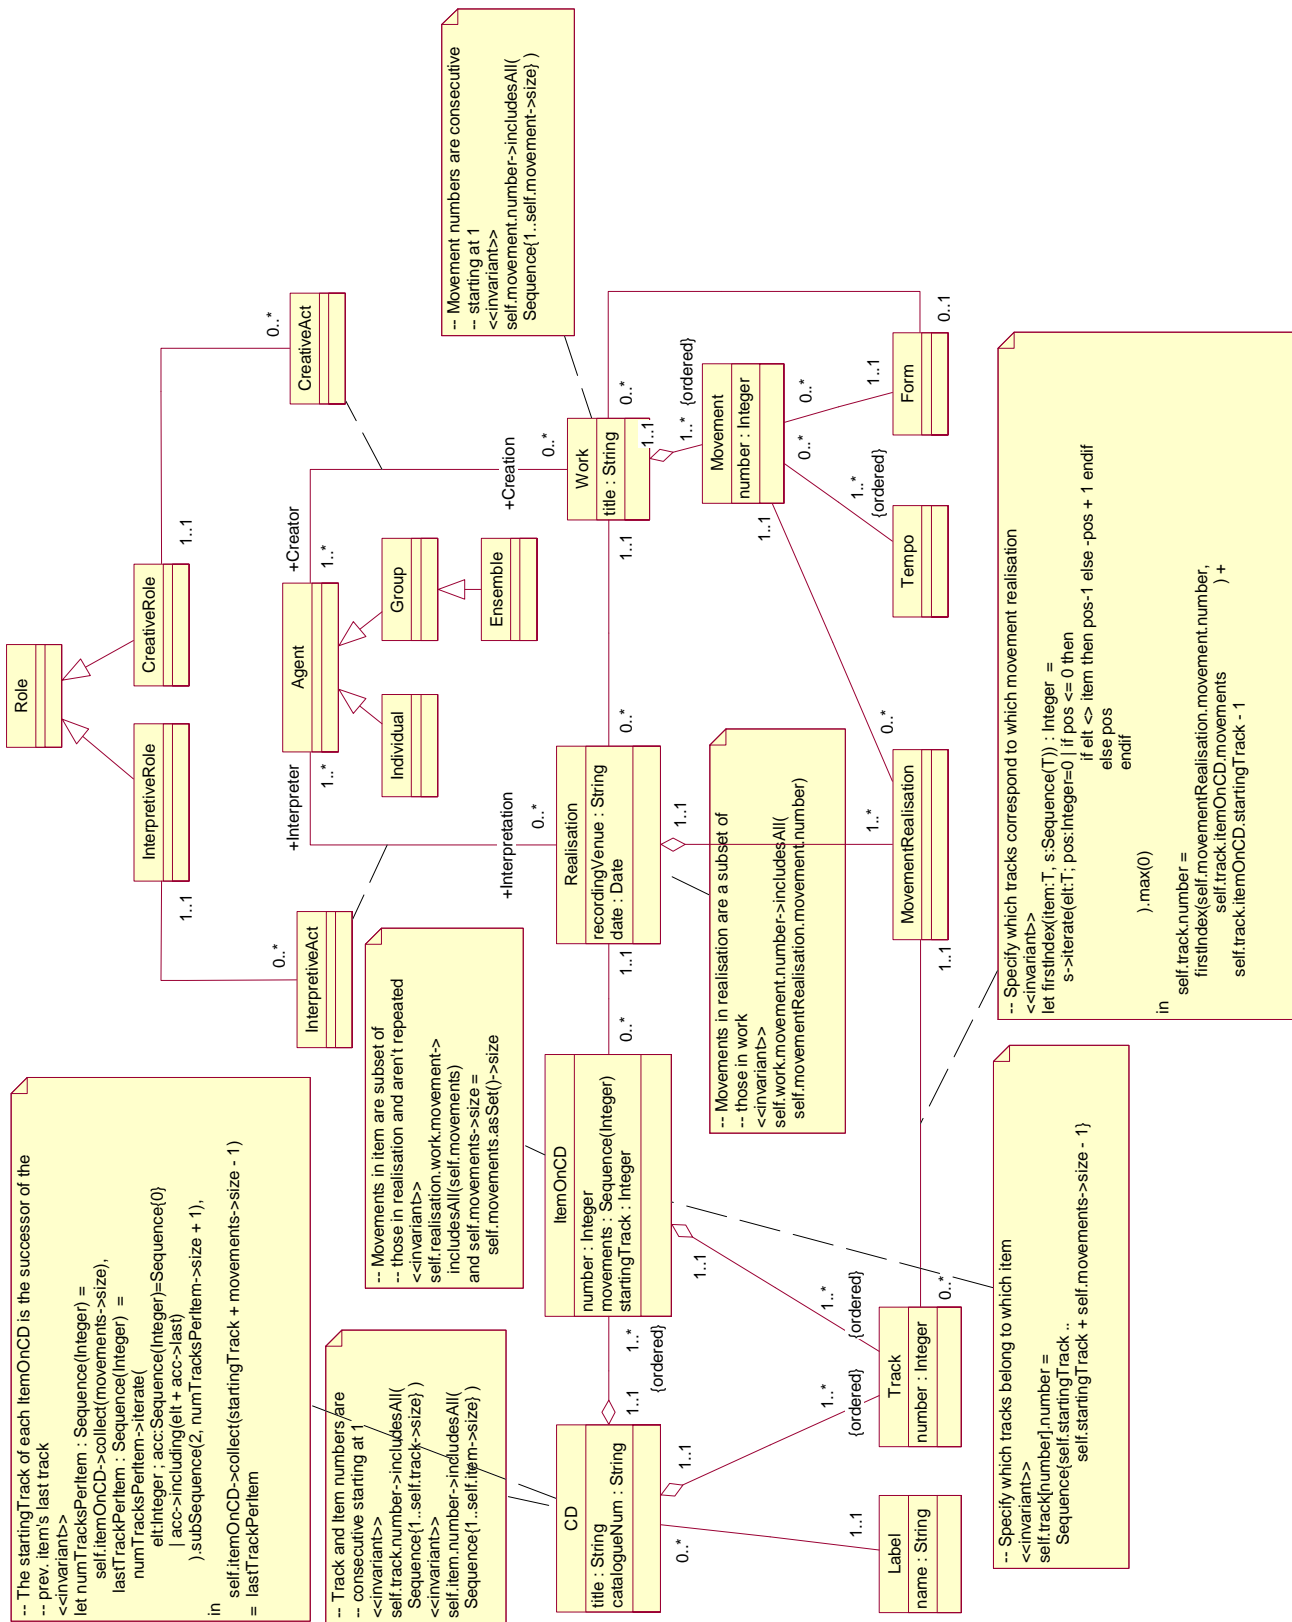 -- The startingTrack of each ItemOnCD is the successor of the
-- prev. item's last track
<<invariant>>
let numTracksPerItem : Sequence(Integer) =
self.itemOnCD->collect(movements->size),
lastTrackPerItem : Sequence(Integer) =
numTracksPerItem->iterate(
elt:Integer ; acc:Sequence(Integer)=Sequence{0}
| acc->including(elt + acc->last)
).subSequence(2, numTracksPerItem->size + 1),
in
self.itemOnCD->collect(startingTrack + movements->size - 1)
= lastTrackPerItem
Role
InterpretiveRole
CreativeRole
1..1
1..1
0..*
0..*
InterpretiveAct
CreativeAct
+Interpreter
1..*
Agent
+Creator
1..*
Individual
Group
Ensemble
+Interpretation
0..*
+Creation
0..*
-- Track and Item numbers are
-- consecutive starting at 1
<<invariant>>
self.track.number->includesAll(
Sequence{1..self.track->size} )
<<invariant>>
self.item.number->includesAll(
Sequence{1..self.item->size} )
-- Movements in item are subset of
-- those in realisation and aren't repeated
<<invariant>>
self.realisation.work.movement->
includesAll(self.movements)
and self.movements->size =
self.movements.asSet()->size
-- Movement numbers are consecutive
-- starting at 1
<<invariant>>
self.movement.number->includesAll(
Sequence{1..self.movement->size} )
CD
title : String
catalogueNum : String
1..1
1..*
{ordered}
ItemOnCD
number : Integer
movements : Sequence(Integer)
startingTrack : Integer
0..*
1..1
Realisation
recordingVenue : String
date : Date
0..*
1..1
Work
title : String
1..1
0..*
0..*
1..1
1..1
1..1
1..* {ordered}
-- Movements in realisation are a subset of
-- those in work
<<invariant>>
self.work.movement.number->includesAll(
self.movementRealisation.movement.number)
Movement
number : Integer
1..1
0..*
0..*
1..1
1..*
{ordered}
1..*
{ordered}
0..*
1..*
1..*
{ordered}
1..1
0..1
Label
name : String
Track
number : Integer
0..*
1..1
MovementRealisation
Tempo
Form
-- Specify which tracks belong to which item
<<invariant>>
self.track[number].number =
Sequence{self.startingTrack ..
self.startingTrack + self.movements->size - 1}
-- Specify which tracks correspond to which movement realisation
<<invariant>>
let firstIndex(item:T, s:Sequence(T)) : Integer =
s->iterate(elt:T; pos:Integer=0 | if pos <= 0 then
if elt <> item then pos-1 else -pos + 1 endif
else pos
endif
).max(0)
in
self.track.number =
firstIndex(self.movementRealisation.movement.number,
self.track.itemOnCD.movements ) +
self.track.itemOnCD.startingTrack - 1